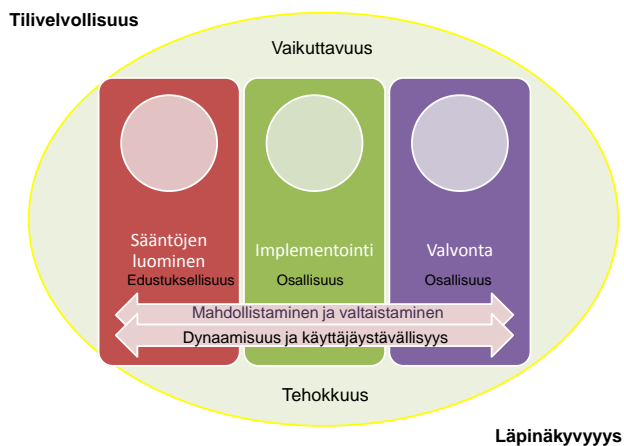 Tilivelvollisuus
Vaikuttavuus
Sääntöjen
luominen
Edustuksellisuus
Implementointi
Osallisuus
Valvonta
Osallisuus
Mahdollistaminen ja valtaistaminen
Dynaamisuus ja käyttäjäystävällisyys
Tehokkuus
Läpinäkyvyyys